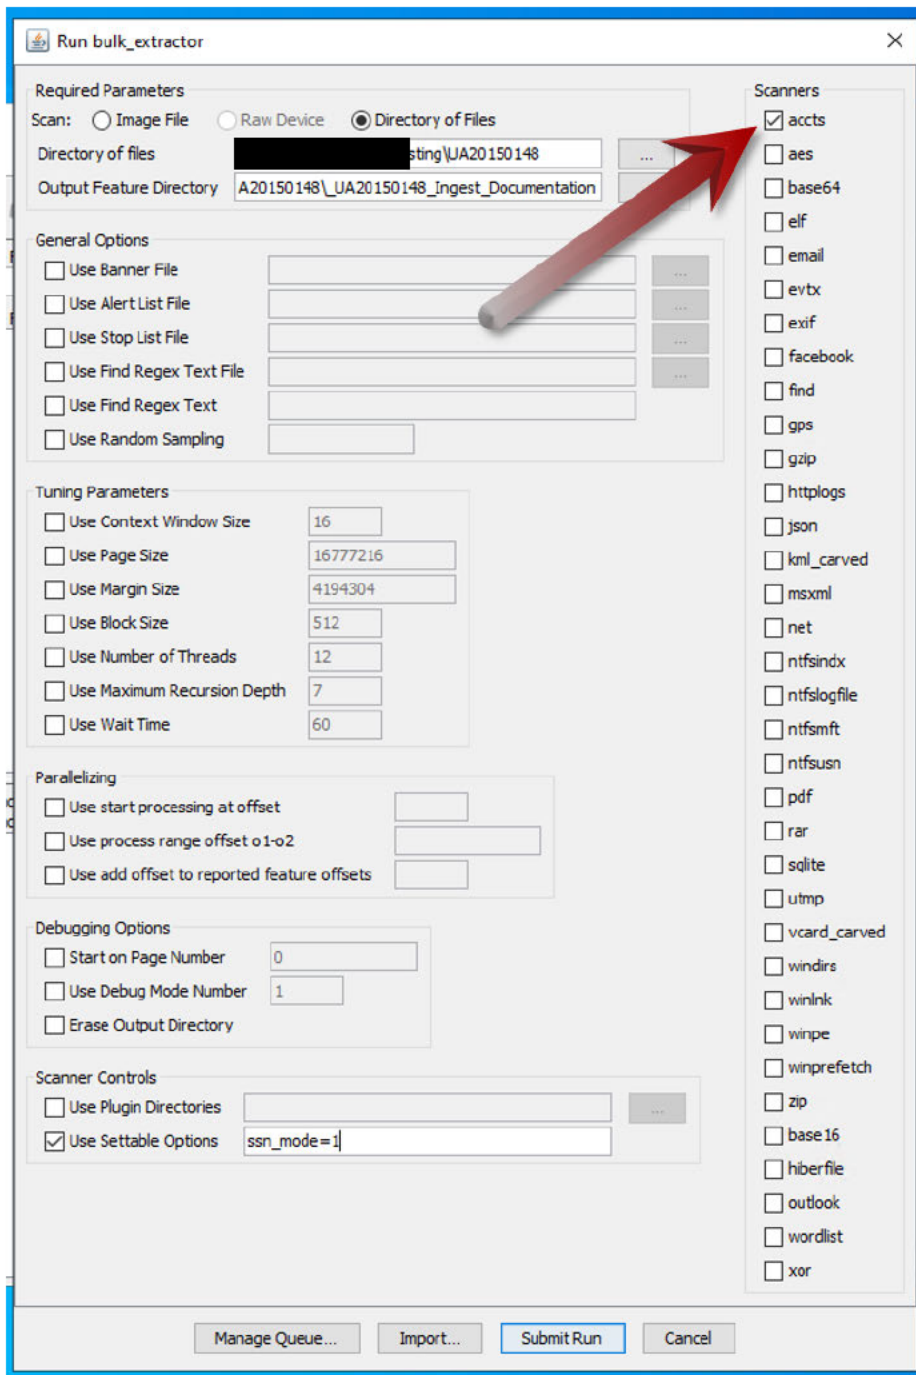 Run bulk_extractor
Required Parameters
Scan: Image File Raw Device Directory of Files
Directory of files sting\UA20150148 ...
Output Feature Directory A20150148\_UA20150148_Ingest_Documentation
General Options
Use Banner File ...
Use Alert List File ...
Use Stop List File ...
Use Find Regex Text File ...
Use Find Regex Text
Use Random Sampling
Tuning Parameters
Use Context Window Size 16
Use Page Size 16777216
Use Margin Size 4194304
Use Block Size 512
Use Number of Threads 12
Use Maximum Recursion Depth 7
Use Wait Time 60
Parallelizing
Use start processing at offset
Use process range offset o1-o2
Use add offset to reported feature offsets
Debugging Options
Start on Page Number 0
Use Debug Mode Number 1
Erase Output Directory
Scanner Controls
Use Plugin Directories ...
Use Settable Options ssn_mode=1
Scanners
accts
aes
base64
elf
email
evtx
exif
facebook
find
gps
gzip
httplogs
json
kml_carved
msxml
net
ntfsindx
ntfslogfile
ntfsmft
ntfsusn
pdf
rar
sqlite
utmp
vcard_carved
windirs
winlnk
winpe
winprefetch
zip
base16
hiberfile
outlook
wordlist
xor
Manage Queue... Import... Submit Run Cancel